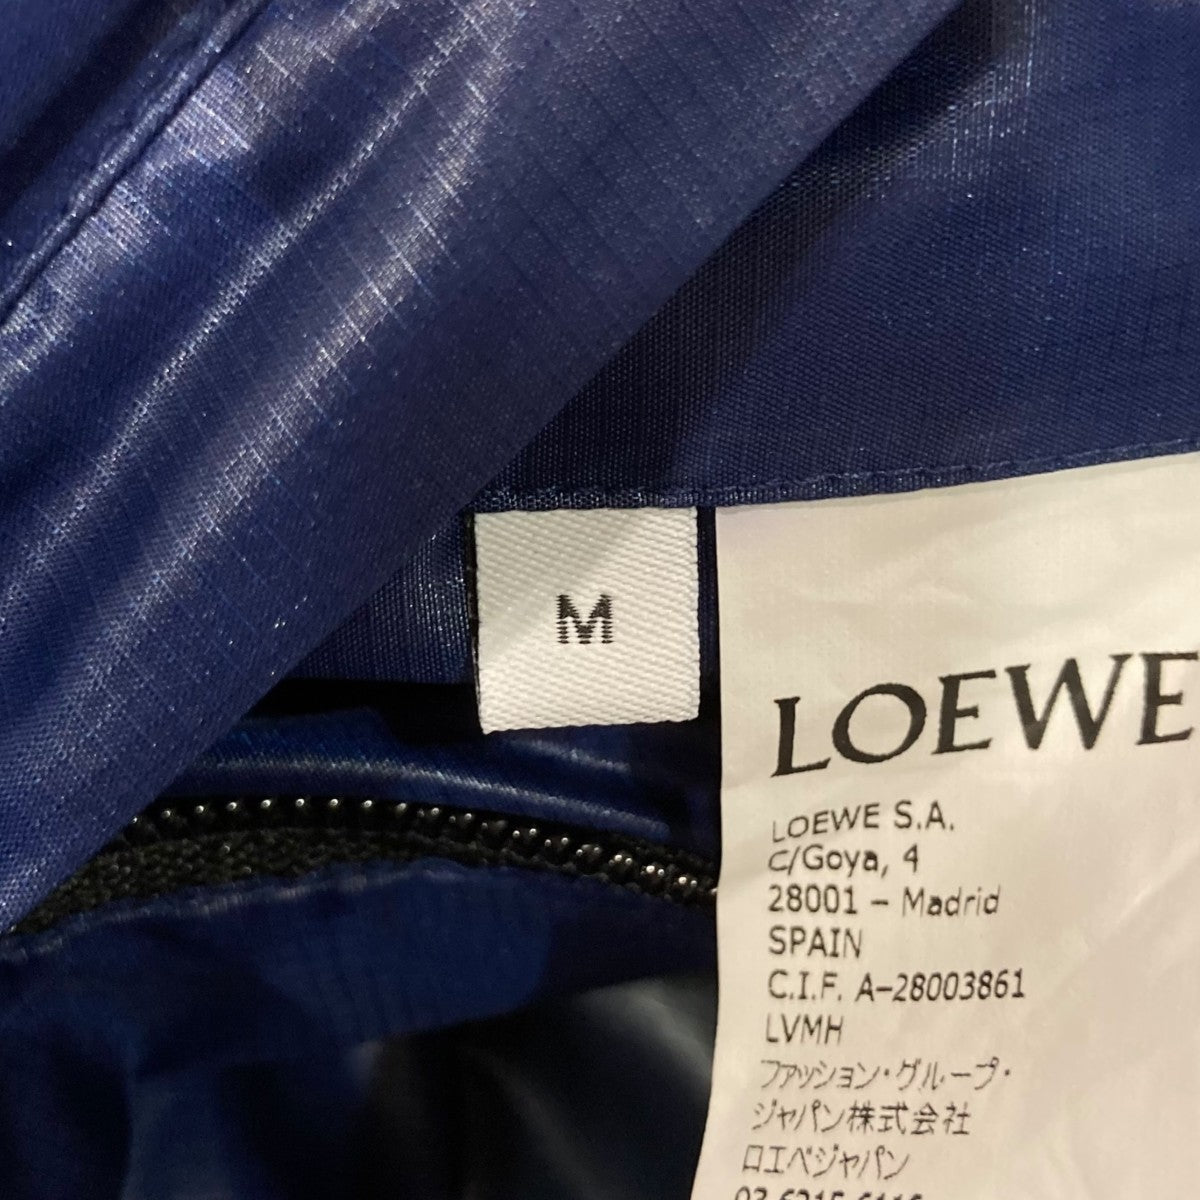 M
LOEWE
LOEWE S.A.
C/Goya, 4
28001 – Madrid
SPAIN
C.I.F. A-28003861
LVMH
ファッション・グループ・
ジャパン株式会社
ロエベジャパン